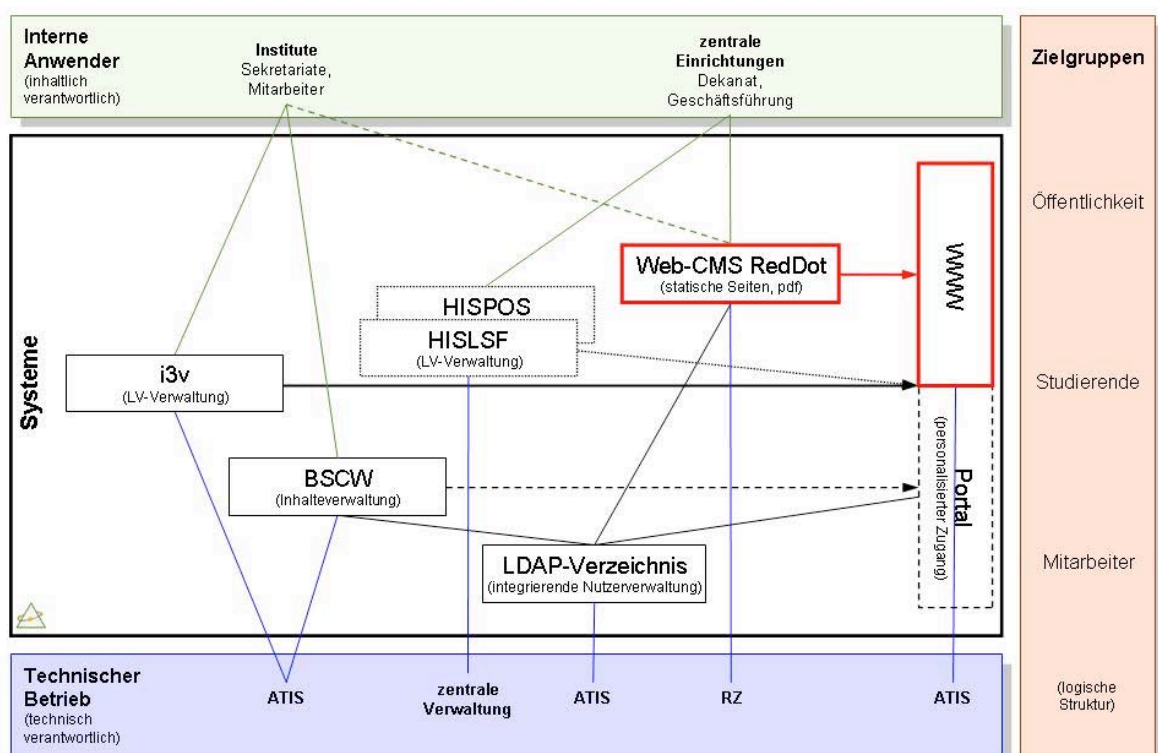 Interne
Anwender
(inhaltlich
verantwortlich)
Institute
Sekretariate,
Mitarbeiter
zentrale
Einrichtungen
Dekanat,
Geschäftsführung
Zielgruppen
Öffentlichkeit
Studierende
Mitarbeiter
(logische
Struktur)
Systeme
WWW
Web-CMS RedDot
(statische Seiten, pdf)
HISPOS
HISLSF
(LV-Verwaltung)
i3v
(LV-Verwaltung)
BSCW
(Inhalteverwaltung)
Portal
(personalisierter Zugang)
LDAP-Verzeichnis
(integrierende Nutzerverwaltung)
Technischer
Betrieb
(technisch
verantwortlich)
ATIS
zentrale
Verwaltung
ATIS
RZ
ATIS